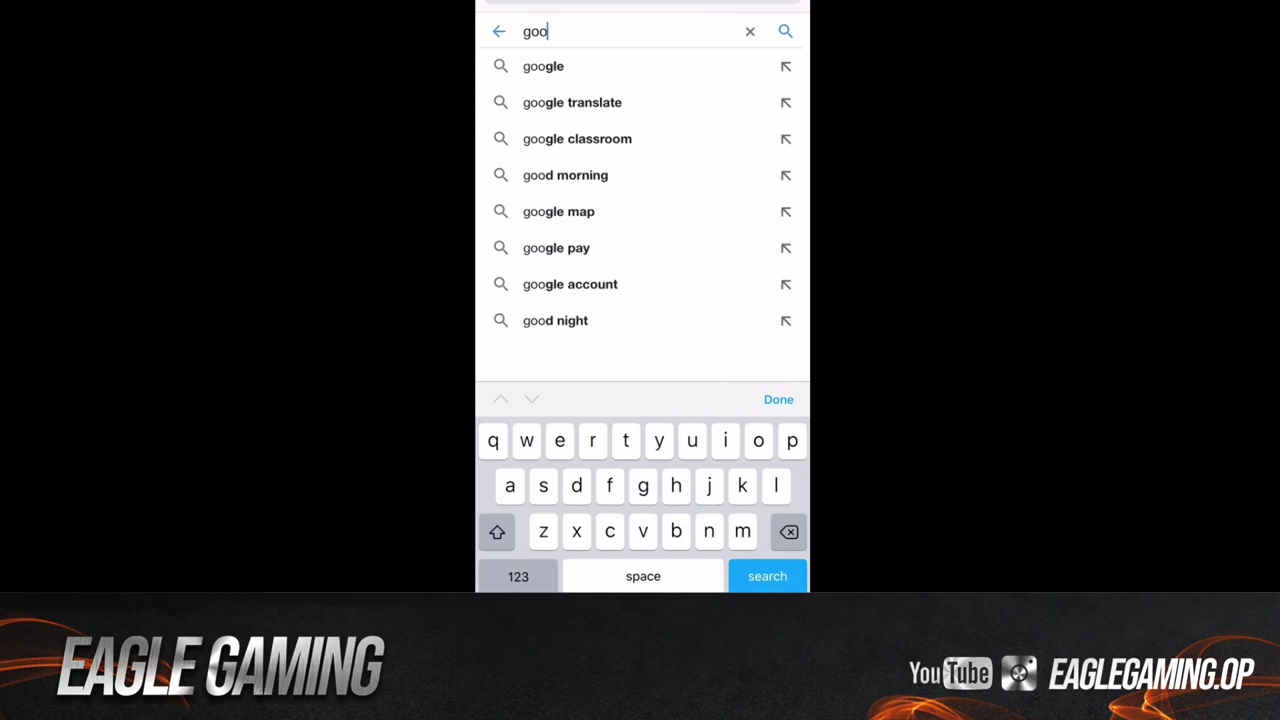 goo
google
google translate
google classroom
good morning
google map
google pay
google account
good night
Done
q w e r t y u i o p
a s d f g h j k l
z x c v b n m
123 space search
EAGLE GAMING
YouTube EAGLEGAMING.OP